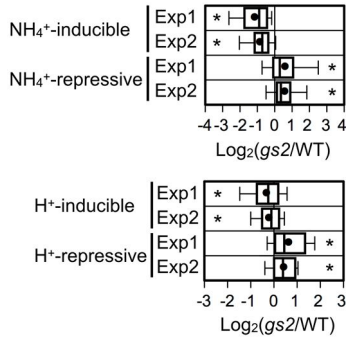 NH₄⁺-inducible
Exp1 *
Exp2 *
NH₄⁺-repressive
Exp1 *
Exp2 *
-4 -3 -2 -1 0 1 2 3 4
Log₂(gs2/WT)
H⁺-inducible
Exp1 *
Exp2 *
H⁺-repressive
Exp1 *
Exp2 *
-3 -2 -1 0 1 2 3
Log₂(gs2/WT)